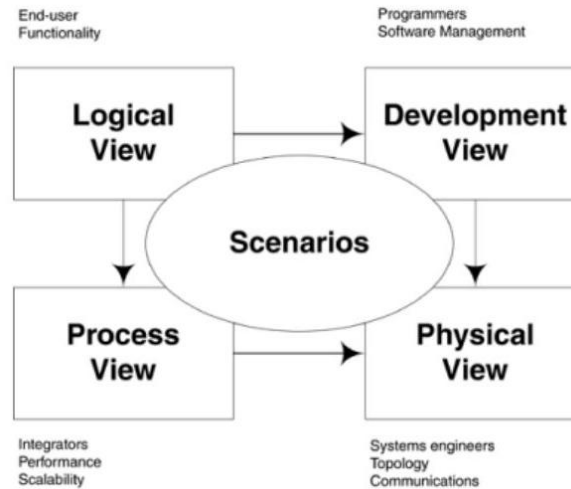 End-user
Functionality
Programmers
Software Management
Logical
View
Development
View
Scenarios
Process
View
Physical
View
Integrators
Performance
Scalability
Systems engineers
Topology
Communications